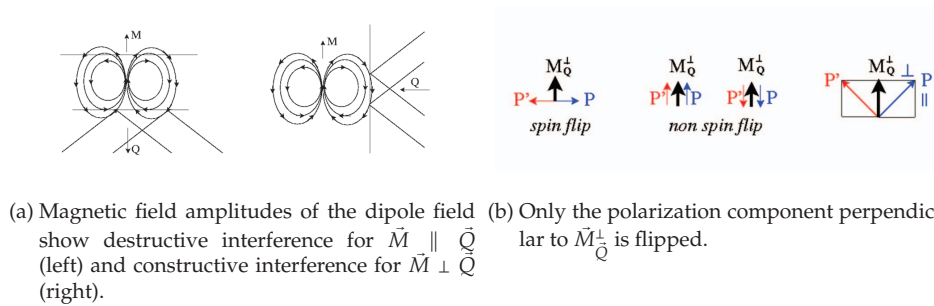 M
Q
M
Q
M⊥Q
P' P
spin flip
M⊥Q M⊥Q
P' P P' P
non spin flip
M⊥Q ⊥
P' P
||
(a) Magnetic field amplitudes of the dipole field
show destructive interference for M⃗ ∥ Q⃗
(left) and constructive interference for M⃗ ⊥ Q⃗
(right).
(b) Only the polarization component perpendic
lar to M⃗⊥Q⃗ is flipped.